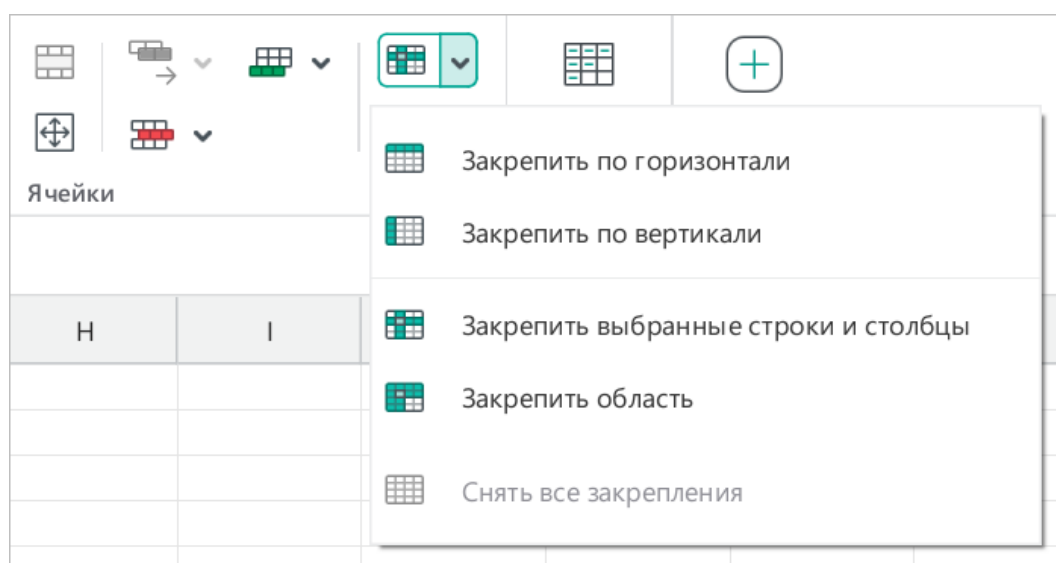 Ячейки
Закрепить по горизонтали
Закрепить по вертикали
H I
Закрепить выбранные строки и столбцы
Закрепить область
Снять все закрепления